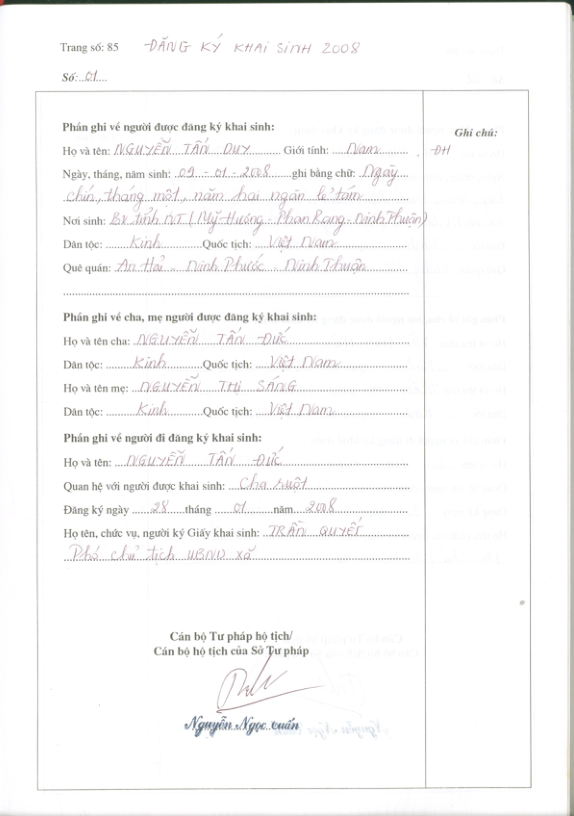 Trang số: 85 ĐĂNG KÝ KHAI SINH 2008
Số: 01
Phần ghi về người được đăng ký khai sinh:
Ghi chú:
Họ và tên: NGUYỄN TẤN DUY Giới tính: Nam
ĐH
Ngày, tháng, năm sinh: 09 - 01 - 2008 ghi bằng chữ: Ngày
chín, tháng một, năm hai ngàn lẻ tám
Nơi sinh: BV tỉnh NT (Mỹ Hương - Phan Rang - Ninh Thuận)
Dân tộc: Kinh Quốc tịch: Việt Nam
Quê quán: An Hải - Ninh Phước - Ninh Thuận
Phần ghi về cha, mẹ người được đăng ký khai sinh:
Họ và tên cha: NGUYỄN TẤN ĐỨC
Dân tộc: Kinh Quốc tịch: Việt Nam
Họ và tên mẹ: NGUYỄN THỊ SÁNG
Dân tộc: Kinh Quốc tịch: Việt Nam
Phần ghi về người đi đăng ký khai sinh:
Họ và tên: NGUYỄN TẤN ĐỨC
Quan hệ với người được khai sinh: Cha ruột
Đăng ký ngày 28 tháng 01 năm 2008
Họ tên, chức vụ, người ký Giấy khai sinh: TRẦN QUYẾT
Phó chủ tịch UBND xã
Cán bộ Tư pháp hộ tịch/
Cán bộ hộ tịch của Sở Tư pháp
Nguyễn Ngọc Tuấn